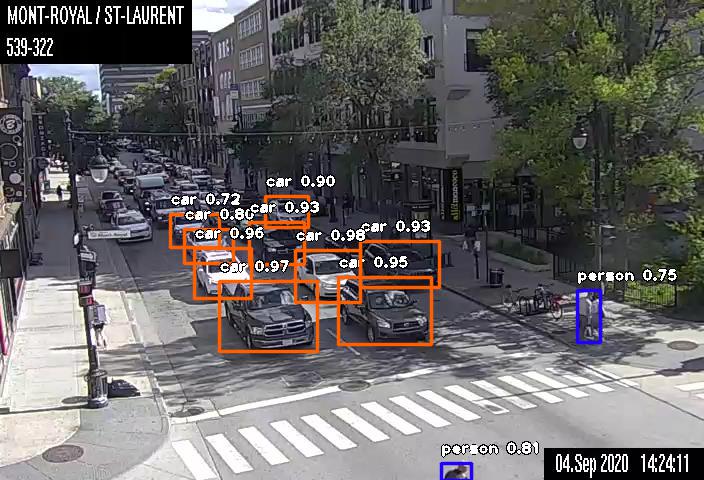 MONT-ROYAL / ST-LAURENT
539-322
car 0.90
car 0.72
car 0.93
car 0.80
car 0.93
car 0.96
car 0.98
car 0.97
car 0.95
person 0.75
person 0.81
04.Sep 2020 14:24:11